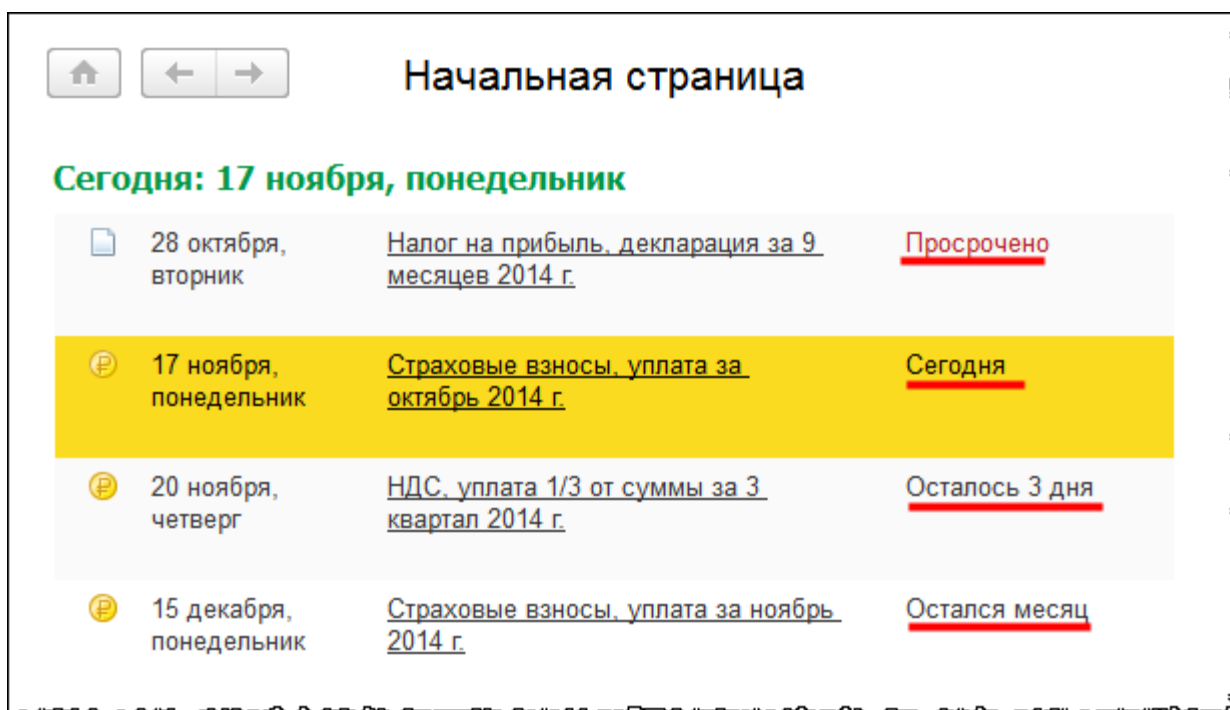 Начальная страница
Сегодня: 17 ноября, понедельник
28 октября, вторник
Налог на прибыль, декларация за 9 месяцев 2014 г.
Просрочено
17 ноября, понедельник
Страховые взносы, уплата за октябрь 2014 г.
Сегодня
20 ноября, четверг
НДС, уплата 1/3 от суммы за 3 квартал 2014 г.
Осталось 3 дня
15 декабря, понедельник
Страховые взносы, уплата за ноябрь 2014 г.
Остался месяц